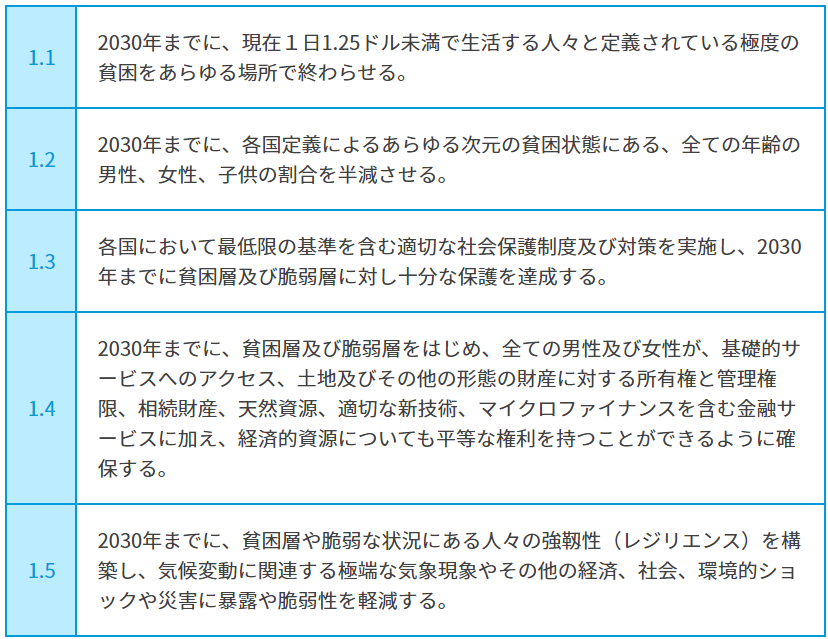 1.1
2030年までに、現在１日1.25ドル未満で生活する人々と定義されている極度の
貧困をあらゆる場所で終わらせる。
1.2
2030年までに、各国定義によるあらゆる次元の貧困状態にある、全ての年齢の
男性、女性、子供の割合を半減させる。
1.3
各国において最低限の基準を含む適切な社会保護制度及び対策を実施し、2030
年までに貧困層及び脆弱層に対し十分な保護を達成する。
1.4
2030年までに、貧困層及び脆弱層をはじめ、全ての男性及び女性が、基礎的サ
ービスへのアクセス、土地及びその他の形態の財産に対する所有権と管理権
限、相続財産、天然資源、適切な新技術、マイクロファイナンスを含む金融サ
ービスに加え、経済的資源についても平等な権利を持つことができるように確
保する。
1.5
2030年までに、貧困層や脆弱な状況にある人々の強靱性（レジリエンス）を構
築し、気候変動に関連する極端な気象現象やその他の経済、社会、環境的ショ
ックや災害に暴露や脆弱性を軽減する。